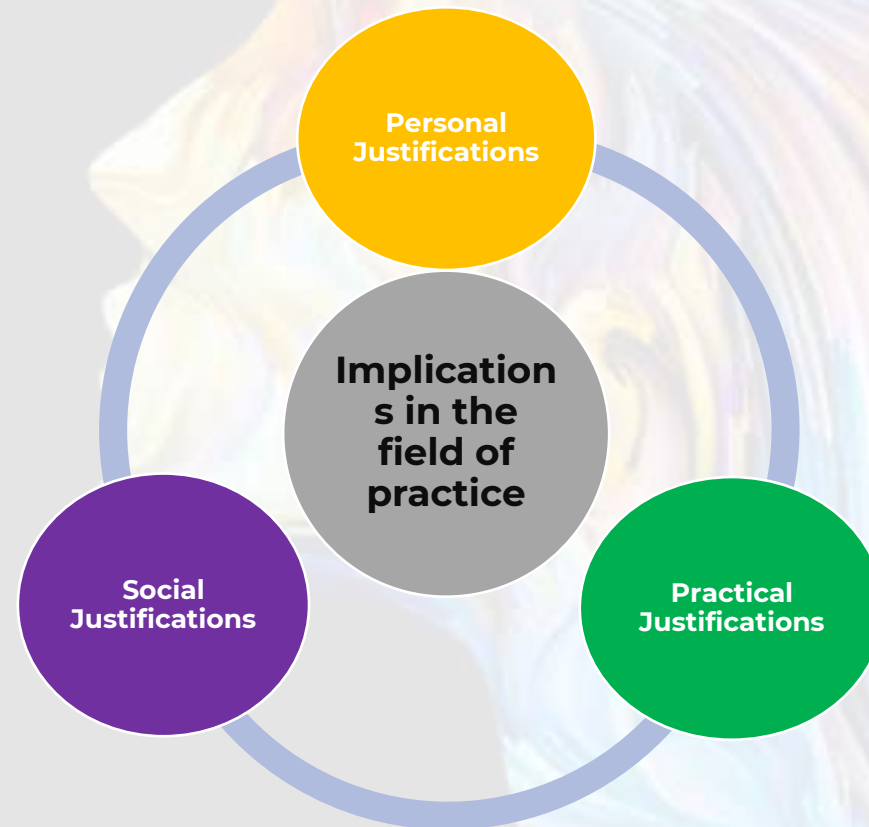 Personal
Justifications
Implication
s in the
field of
practice
Social
Justifications
Practical
Justifications